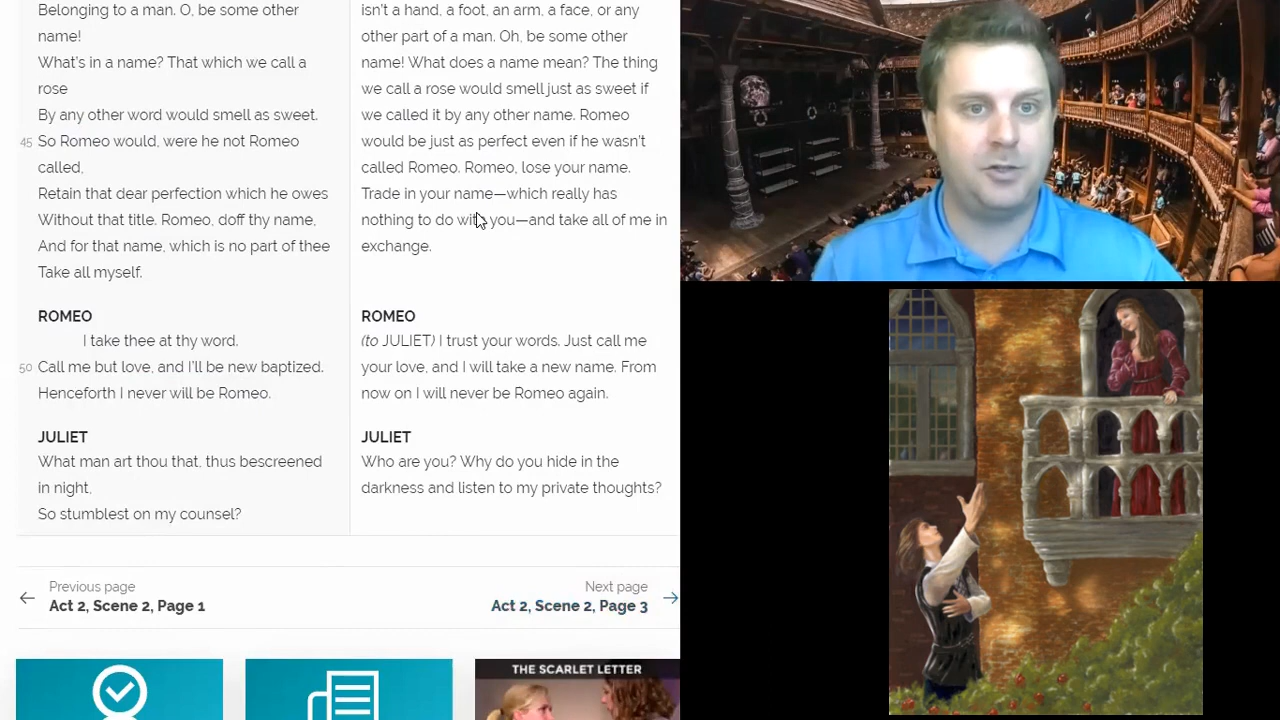 Belonging to a man. O, be some other
name!
What's in a name? That which we call a
rose
By any other word would smell as sweet.
45 So Romeo would, were he not Romeo
called,
Retain that dear perfection which he owes
Without that title. Romeo, doff thy name,
And for that name, which is no part of thee
Take all myself.
ROMEO
I take thee at thy word.
50 Call me but love, and I'll be new baptized.
Henceforth I never will be Romeo.
JULIET
What man art thou that, thus bescreened
in night,
So stumblest on my counsel?
isn't a hand, a foot, an arm, a face, or any
other part of a man. Oh, be some other
name! What does a name mean? The thing
we call a rose would smell just as sweet if
we called it by any other name. Romeo
would be just as perfect even if he wasn't
called Romeo. Romeo, lose your name.
Trade in your name—which really has
nothing to do with you—and take all of me in
exchange.
ROMEO
(to JULIET) I trust your words. Just call me
your love, and I will take a new name. From
now on I will never be Romeo again.
JULIET
Who are you? Why do you hide in the
darkness and listen to my private thoughts?
Previous page
Act 2, Scene 2, Page 1
Next page
Act 2, Scene 2, Page 3
THE SCARLET LETTER